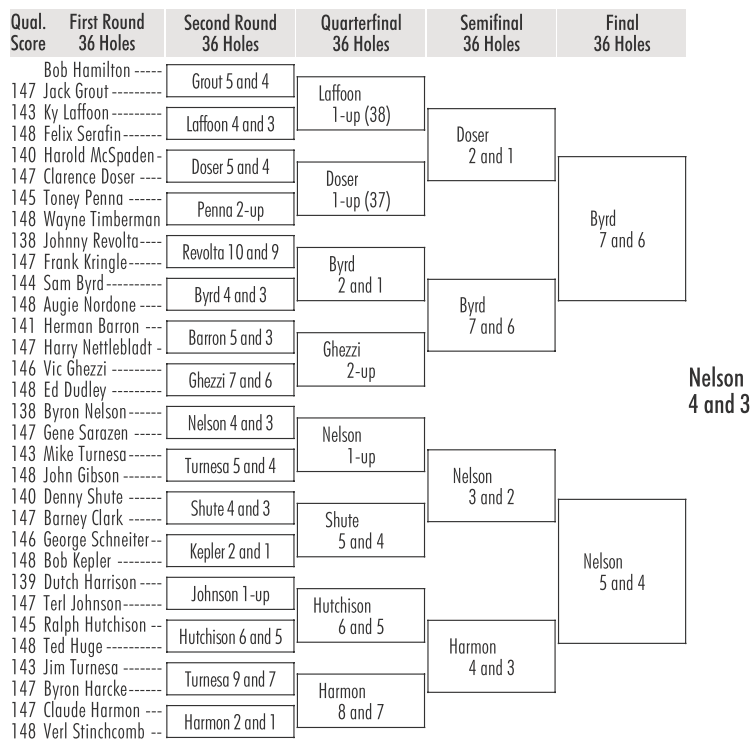 Qual. First Round Second Round Quarterfinal Semifinal Final
Score 36 Holes 36 Holes 36 Holes 36 Holes 36 Holes
Bob Hamilton -----
147 Jack Grout ---------
Grout 5 and 4
143 Ky Laffoon ---------
148 Felix Serafin-------
Laffoon 4 and 3
140 Harold McSpaden-
147 Clarence Doser ----
Doser 5 and 4
145 Toney Penna ------
148 Wayne Timberman
Penna 2-up
138 Johnny Revolta----
147 Frank Kringle------
Revolta 10 and 9
144 Sam Byrd----------
148 Augie Nordone ----
Byrd 4 and 3
141 Herman Barron ---
147 Harry Nettlebladt -
Barron 5 and 3
146 Vic Ghezzi ---------
148 Ed Dudley --------
Ghezzi 7 and 6
138 Byron Nelson------
147 Gene Sarazen -----
Nelson 4 and 3
143 Mike Turnesa------
148 John Gibson -------
Turnesa 5 and 4
140 Denny Shute ------
147 Barney Clark ------
Shute 4 and 3
146 George Schneiter--
148 Bob Kepler --------
Kepler 2 and 1
139 Dutch Harrison ----
147 Terl Johnson-------
Johnson 1-up
145 Ralph Hutchison --
148 Ted Huge ---------
Hutchison 6 and 5
143 Jim Turnesa -------
147 Byron Harcke------
Turnesa 9 and 7
147 Claude Harmon ---
148 Verl Stinchcomb --
Harmon 2 and 1
Laffoon
1-up (38)
Doser
1-up (37)
Byrd
2 and 1
Ghezzi
2-up
Nelson
1-up
Shute
5 and 4
Hutchison
6 and 5
Harmon
8 and 7
Doser
2 and 1
Byrd
7 and 6
Nelson
3 and 2
Harmon
4 and 3
Byrd
7 and 6
Nelson
5 and 4
Nelson
4 and 3